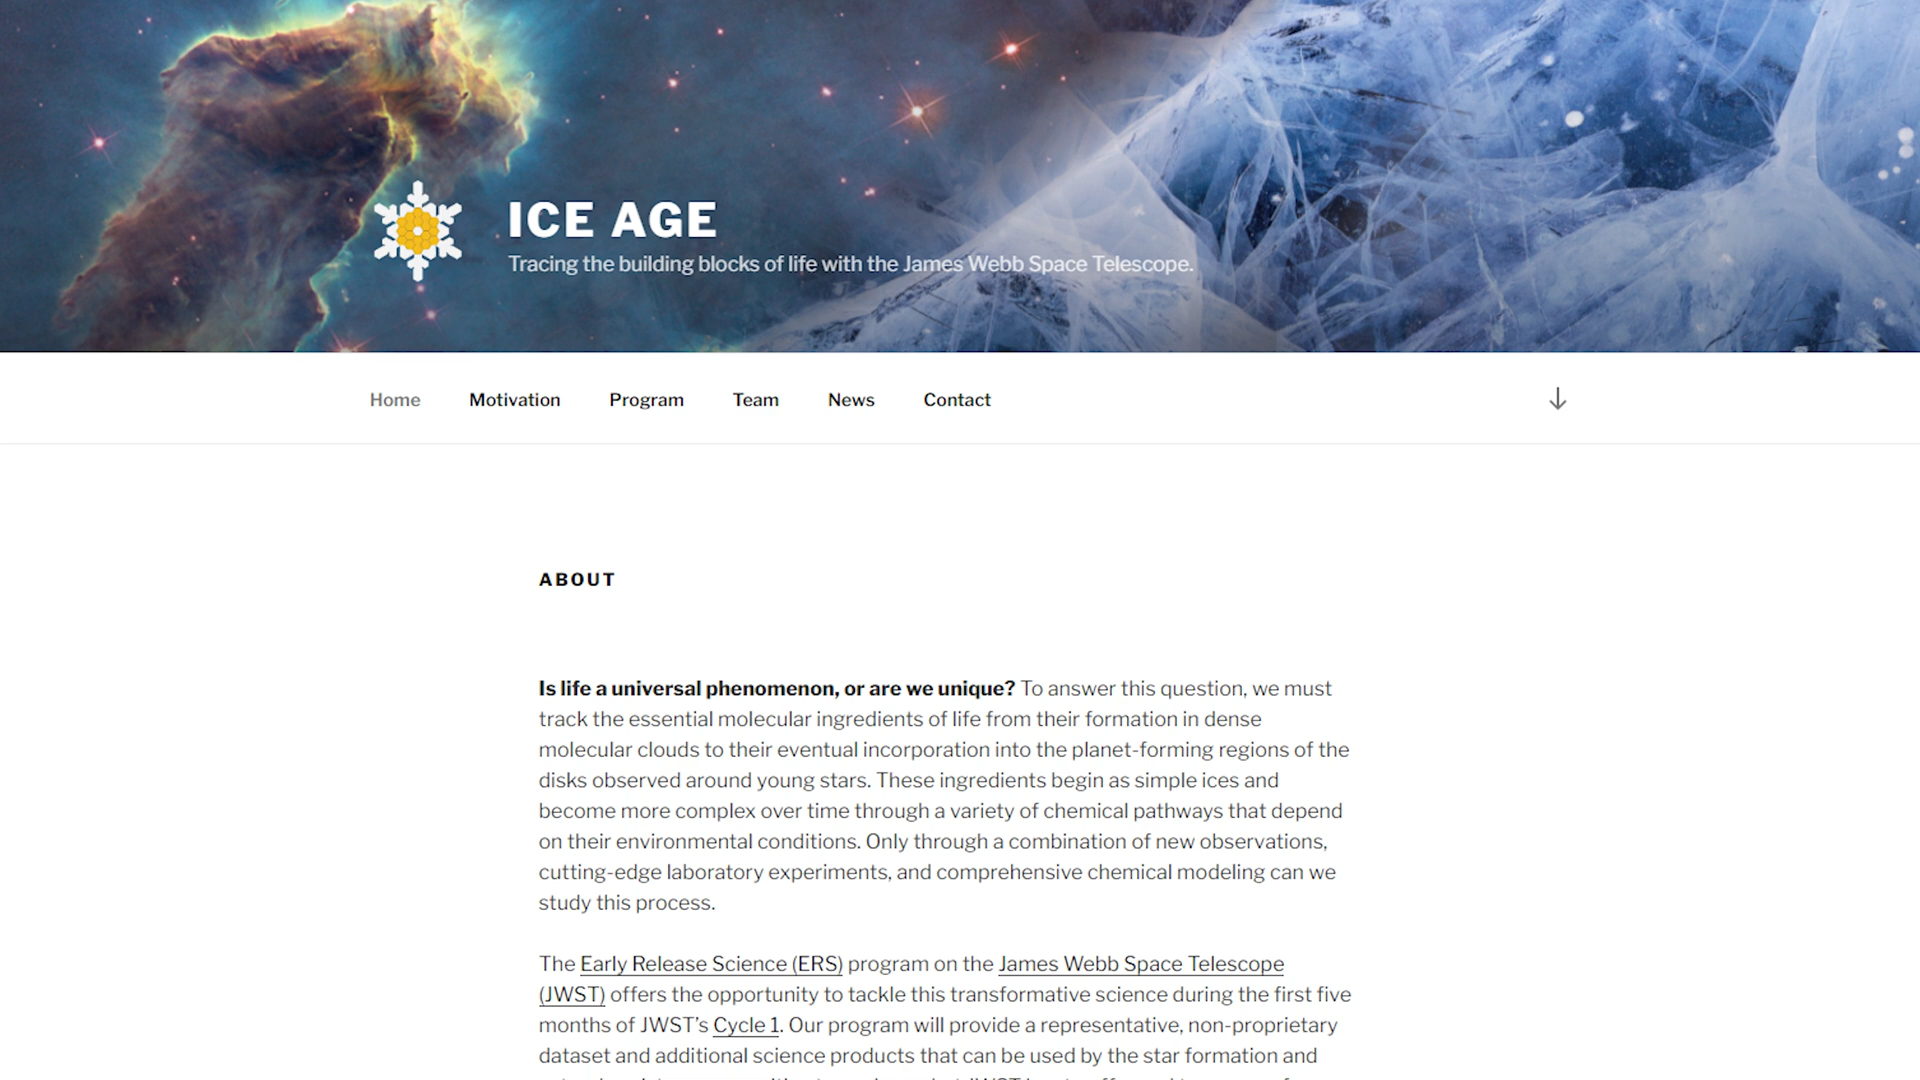 ICE AGE
Tracing the building blocks of life with the James Webb Space Telescope.
Home Motivation Program Team News Contact
ABOUT
Is life a universal phenomenon, or are we unique? To answer this question, we must
track the essential molecular ingredients of life from their formation in dense
molecular clouds to their eventual incorporation into the planet-forming regions of the
disks observed around young stars. These ingredients begin as simple ices and
become more complex over time through a variety of chemical pathways that depend
on their environmental conditions. Only through a combination of new observations,
cutting-edge laboratory experiments, and comprehensive chemical modeling can we
study this process.
The Early Release Science (ERS) program on the James Webb Space Telescope
(JWST) offers the opportunity to tackle this transformative science during the first five
months of JWST’s Cycle 1. Our program will provide a representative, non-proprietary
dataset and additional science products that can be used by the star formation and